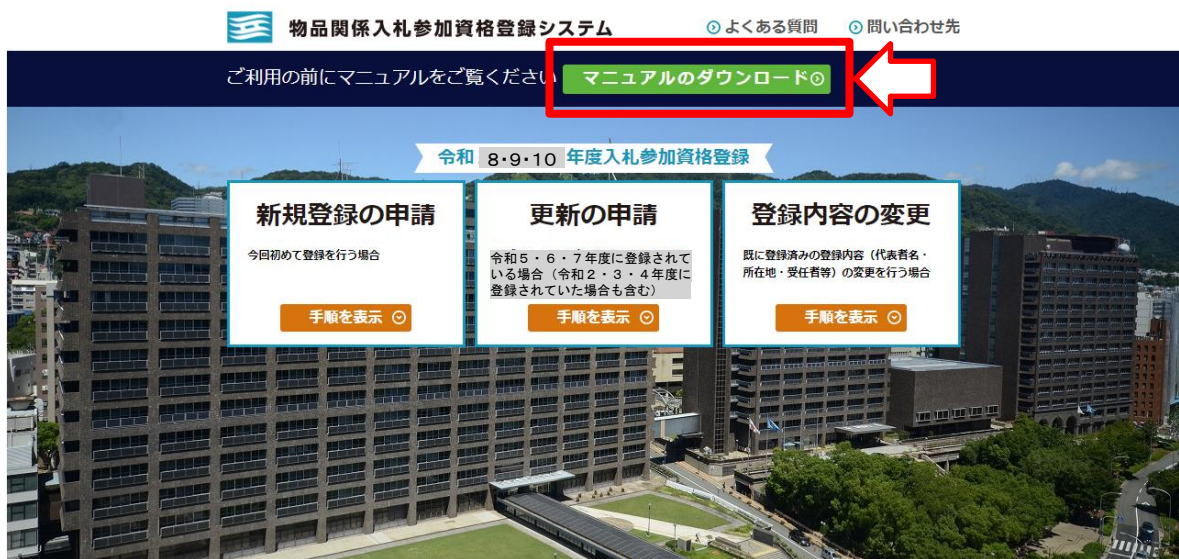 物品関係入札参加資格登録システム
よくある質問
問い合わせ先
ご利用の前にマニュアルをご覧ください
マニュアルのダウンロード
令和 8・9・10 年度入札参加資格登録
新規登録の申請
今回初めて登録を行う場合
手順を表示
更新の申請
令和5・6・7年度に登録されて
いる場合(令和2・3・4年度に
登録されていた場合も含む)
手順を表示
登録内容の変更
既に登録済みの登録内容(代表者名・
所在地・受任者等)の変更を行う場合
手順を表示